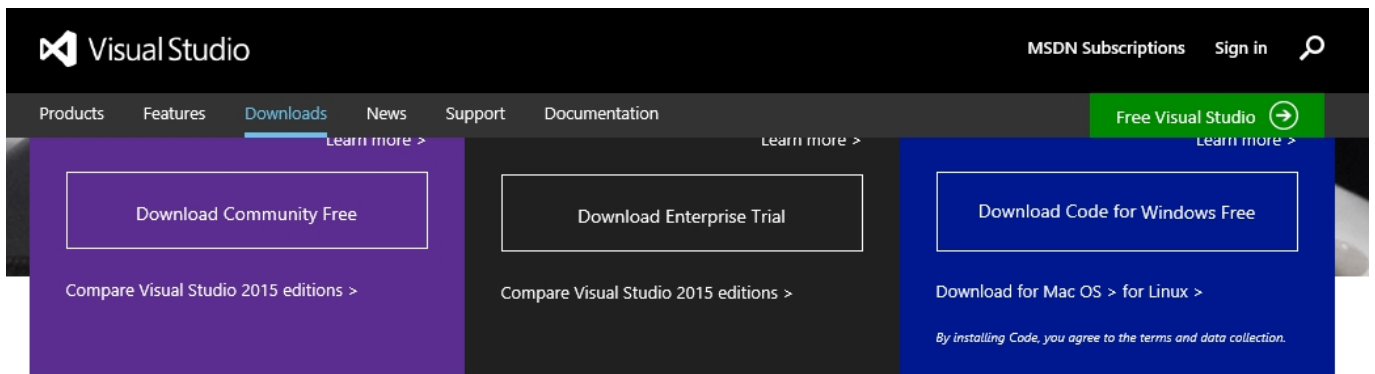 Visual Studio
MSDN Subscriptions Sign in
Products Features Downloads News Support Documentation
Free Visual Studio
Learn more > Learn more > Learn more >
Download Community Free
Download Enterprise Trial
Download Code for Windows Free
Compare Visual Studio 2015 editions >
Compare Visual Studio 2015 editions >
Download for Mac OS > for Linux >
By installing Code, you agree to the terms and data collection.